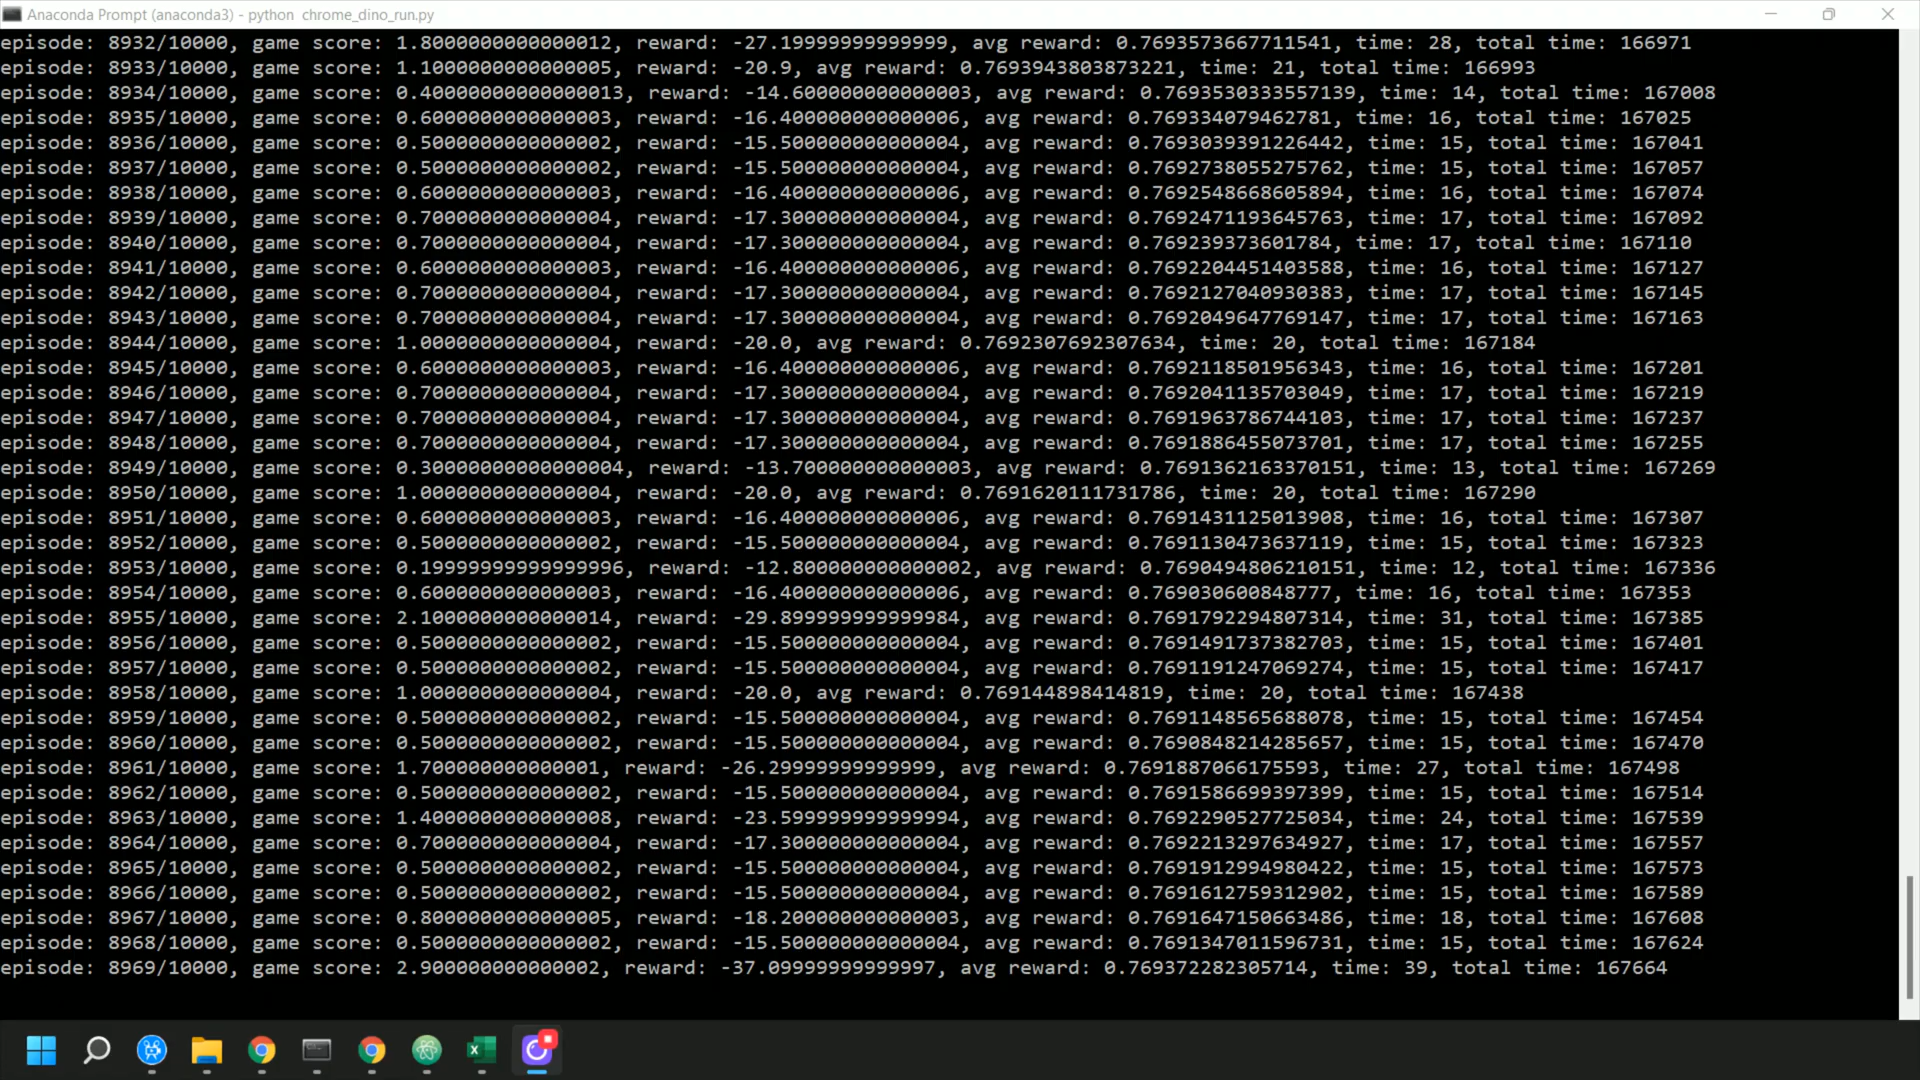 Anaconda Prompt (anaconda3) - python  chrome_dino_run.py
episode: 8932/10000, game score: 1.8000000000000012, reward: -27.19999999999999, avg reward: 0.7693573667711541, time: 28, total time: 166971
episode: 8933/10000, game score: 1.1000000000000005, reward: -20.9, avg reward: 0.7693943803873221, time: 21, total time: 166993
episode: 8934/10000, game score: 0.40000000000000013, reward: -14.600000000000003, avg reward: 0.7693530333557139, time: 14, total time: 167008
episode: 8935/10000, game score: 0.6000000000000003, reward: -16.400000000000006, avg reward: 0.769334079462781, time: 16, total time: 167025
episode: 8936/10000, game score: 0.5000000000000002, reward: -15.500000000000004, avg reward: 0.7693039391226442, time: 15, total time: 167041
episode: 8937/10000, game score: 0.5000000000000002, reward: -15.500000000000004, avg reward: 0.7692738055275762, time: 15, total time: 167057
episode: 8938/10000, game score: 0.6000000000000003, reward: -16.400000000000006, avg reward: 0.7692548668605894, time: 16, total time: 167074
episode: 8939/10000, game score: 0.7000000000000004, reward: -17.300000000000004, avg reward: 0.7692471193645763, time: 17, total time: 167092
episode: 8940/10000, game score: 0.7000000000000004, reward: -17.300000000000004, avg reward: 0.769239373601784, time: 17, total time: 167110
episode: 8941/10000, game score: 0.6000000000000003, reward: -16.400000000000006, avg reward: 0.7692204451403588, time: 16, total time: 167127
episode: 8942/10000, game score: 0.7000000000000004, reward: -17.300000000000004, avg reward: 0.7692127040930383, time: 17, total time: 167145
episode: 8943/10000, game score: 0.7000000000000004, reward: -17.300000000000004, avg reward: 0.7692049647769147, time: 17, total time: 167163
episode: 8944/10000, game score: 1.0000000000000004, reward: -20.0, avg reward: 0.7692307692307634, time: 20, total time: 167184
episode: 8945/10000, game score: 0.6000000000000003, reward: -16.400000000000006, avg reward: 0.7692118501956343, time: 16, total time: 167201
episode: 8946/10000, game score: 0.7000000000000004, reward: -17.300000000000004, avg reward: 0.7692041135703049, time: 17, total time: 167219
episode: 8947/10000, game score: 0.7000000000000004, reward: -17.300000000000004, avg reward: 0.7691963786744103, time: 17, total time: 167237
episode: 8948/10000, game score: 0.7000000000000004, reward: -17.300000000000004, avg reward: 0.7691886455073701, time: 17, total time: 167255
episode: 8949/10000, game score: 0.30000000000000004, reward: -13.700000000000003, avg reward: 0.7691362163370151, time: 13, total time: 167269
episode: 8950/10000, game score: 1.0000000000000004, reward: -20.0, avg reward: 0.7691620111731786, time: 20, total time: 167290
episode: 8951/10000, game score: 0.6000000000000003, reward: -16.400000000000006, avg reward: 0.7691431125013908, time: 16, total time: 167307
episode: 8952/10000, game score: 0.5000000000000002, reward: -15.500000000000004, avg reward: 0.7691130473637119, time: 15, total time: 167323
episode: 8953/10000, game score: 0.19999999999999996, reward: -12.800000000000002, avg reward: 0.7690494806210151, time: 12, total time: 167336
episode: 8954/10000, game score: 0.6000000000000003, reward: -16.400000000000006, avg reward: 0.769030600848777, time: 16, total time: 167353
episode: 8955/10000, game score: 2.1000000000000014, reward: -29.899999999999984, avg reward: 0.7691792294807314, time: 31, total time: 167385
episode: 8956/10000, game score: 0.5000000000000002, reward: -15.500000000000004, avg reward: 0.7691491737382703, time: 15, total time: 167401
episode: 8957/10000, game score: 0.5000000000000002, reward: -15.500000000000004, avg reward: 0.7691191247069274, time: 15, total time: 167417
episode: 8958/10000, game score: 1.0000000000000004, reward: -20.0, avg reward: 0.769144898414819, time: 20, total time: 167438
episode: 8959/10000, game score: 0.5000000000000002, reward: -15.500000000000004, avg reward: 0.7691148565688078, time: 15, total time: 167454
episode: 8960/10000, game score: 0.5000000000000002, reward: -15.500000000000004, avg reward: 0.7690848214285657, time: 15, total time: 167470
episode: 8961/10000, game score: 1.700000000000001, reward: -26.29999999999999, avg reward: 0.7691887066175593, time: 27, total time: 167498
episode: 8962/10000, game score: 0.5000000000000002, reward: -15.500000000000004, avg reward: 0.7691586699397399, time: 15, total time: 167514
episode: 8963/10000, game score: 1.4000000000000008, reward: -23.599999999999994, avg reward: 0.7692290527725034, time: 24, total time: 167539
episode: 8964/10000, game score: 0.7000000000000004, reward: -17.300000000000004, avg reward: 0.7692213297634927, time: 17, total time: 167557
episode: 8965/10000, game score: 0.5000000000000002, reward: -15.500000000000004, avg reward: 0.7691912994980422, time: 15, total time: 167573
episode: 8966/10000, game score: 0.5000000000000002, reward: -15.500000000000004, avg reward: 0.7691612759312902, time: 15, total time: 167589
episode: 8967/10000, game score: 0.8000000000000005, reward: -18.200000000000003, avg reward: 0.7691647150663486, time: 18, total time: 167608
episode: 8968/10000, game score: 0.5000000000000002, reward: -15.500000000000004, avg reward: 0.7691347011596731, time: 15, total time: 167624
episode: 8969/10000, game score: 2.900000000000002, reward: -37.09999999999997, avg reward: 0.769372282305714, time: 39, total time: 167664